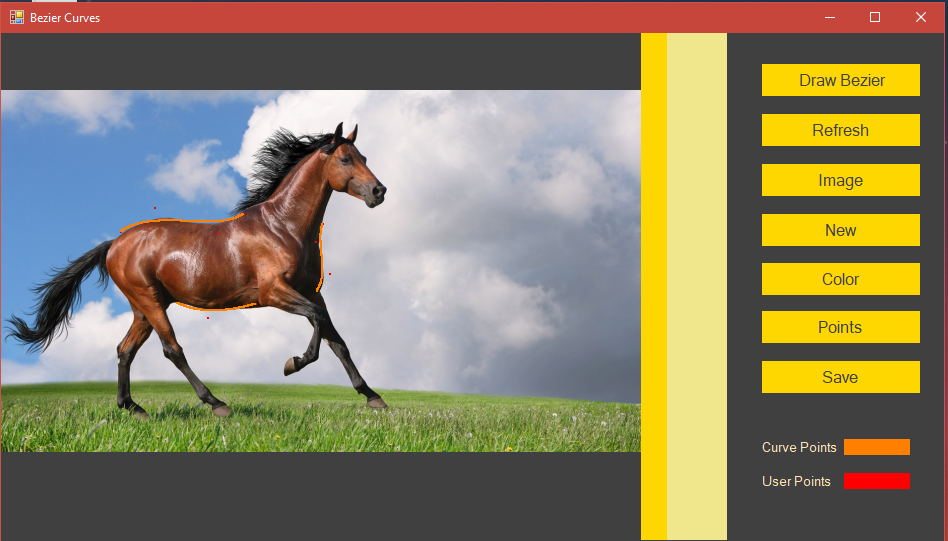 Bezier Curves
Draw Bezier
Refresh
Image
New
Color
Points
Save
Curve Points
User Points